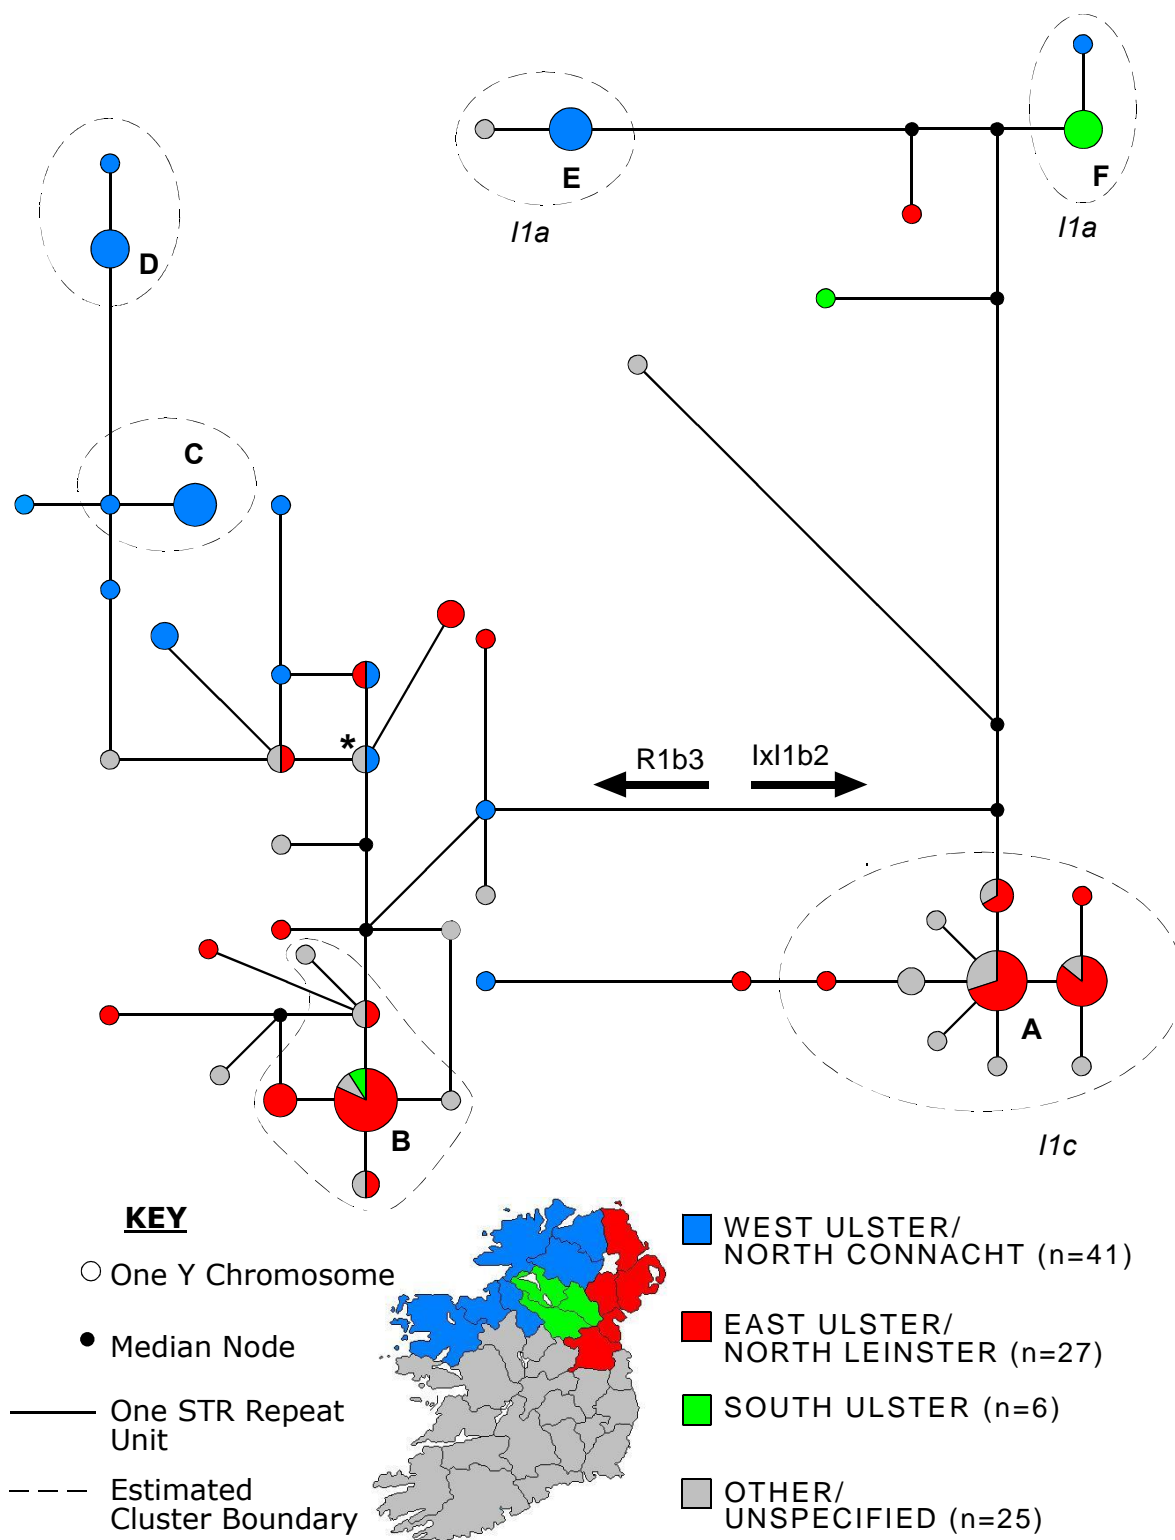 E
F
I1a
I1a
D
C
*
R1b3
IxI1b2
A
B
I1c
KEY
One Y Chromosome
Median Node
One STR Repeat
Unit
Estimated
Cluster Boundary
WEST ULSTER/
NORTH CONNACHT (n=41)
EAST ULSTER/
NORTH LEINSTER (n=27)
SOUTH ULSTER (n=6)
OTHER/
UNSPECIFIED (n=25)